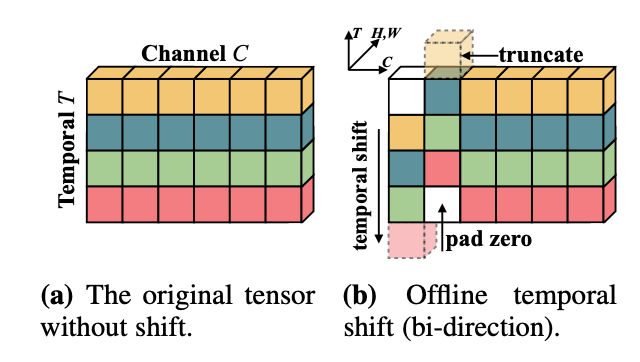 Channel C
Temporal T
(a) The original tensor
without shift.
T H,W
C
truncate
temporal shift
pad zero
(b) Offline temporal
shift (bi-direction).